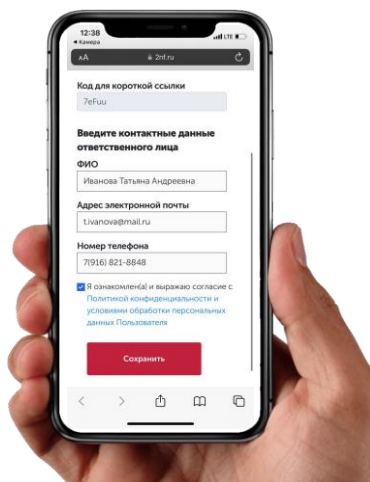 12:38
LTE
◀ Камера
AA
2nf.ru
Код для короткой ссылки
7eFuu
Введите контактные данные
ответственного лица
ФИО
Иванова Татьяна Андреевна
Адрес электронной почты
t.ivanova@mail.ru
Номер телефона
7(916) 821-8848
Я ознакомлен(а) и выражаю согласие с
Политикой конфиденциальности и
условиями обработки персональных
данных Пользователя
Сохранить